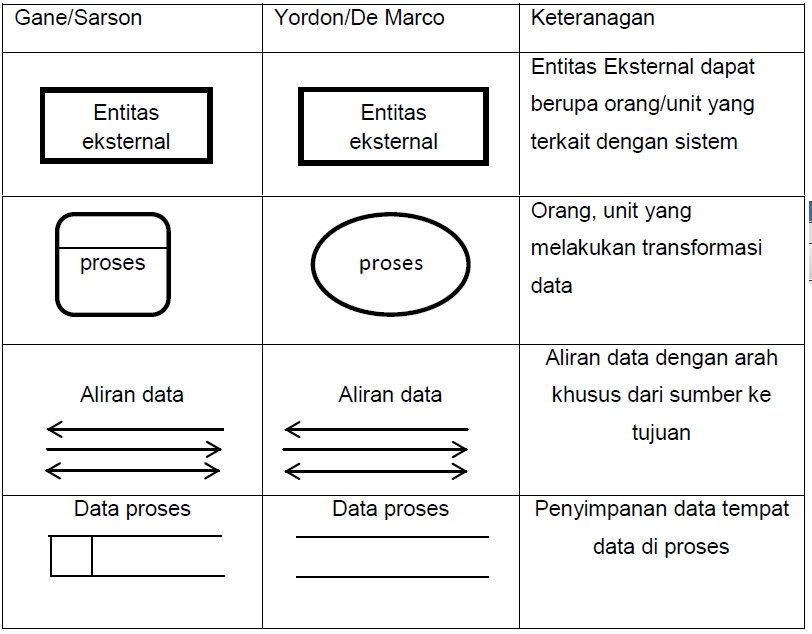 Gane/Sarson
Yordon/De Marco
Keteranagan
Entitas
eksternal
Entitas
eksternal
Entitas Eksternal dapat
berupa orang/unit yang
terkait dengan sistem
proses
proses
Orang, unit yang
melakukan transformasi
data
Aliran data
Aliran data
Aliran data dengan arah
khusus dari sumber ke
tujuan
Data proses
Data proses
Penyimpanan data tempat
data di proses